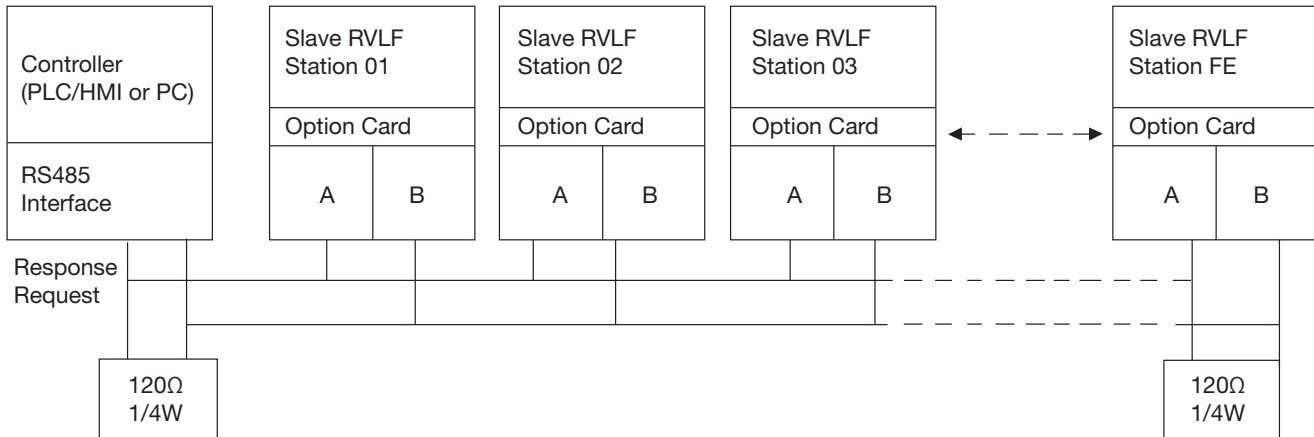 Controller
(PLC/HMI or PC)
RS485
Interface
Slave RVLF
Station 01
Option Card
A
B
Slave RVLF
Station 02
Option Card
A
B
Slave RVLF
Station 03
Option Card
A
B
Slave RVLF
Station FE
Option Card
A
B
Response
Request
120Ω
1/4W
120Ω
1/4W